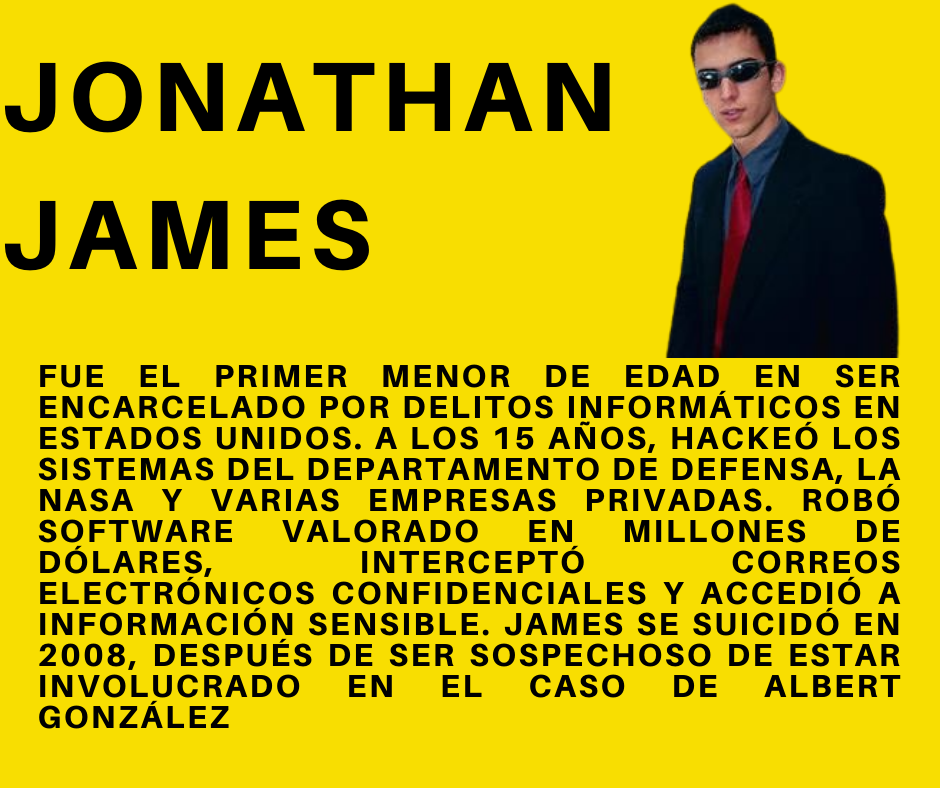 JONATHAN
JAMES
FUE EL PRIMER MENOR DE EDAD EN SER
ENCARCELADO POR DELITOS INFORMÁTICOS EN
ESTADOS UNIDOS. A LOS 15 AÑOS, HACKEÓ LOS
SISTEMAS DEL DEPARTAMENTO DE DEFENSA, LA
NASA Y VARIAS EMPRESAS PRIVADAS. ROBÓ
SOFTWARE VALORADO EN MILLONES DE
DÓLARES, INTERCEPTÓ CORREOS
ELECTRÓNICOS CONFIDENCIALES Y ACCEDIÓ A
INFORMACIÓN SENSIBLE. JAMES SE SUICIDÓ EN
2008, DESPUÉS DE SER SOSPECHOSO DE ESTAR
INVOLUCRADO EN EL CASO DE ALBERT
GONZÁLEZ